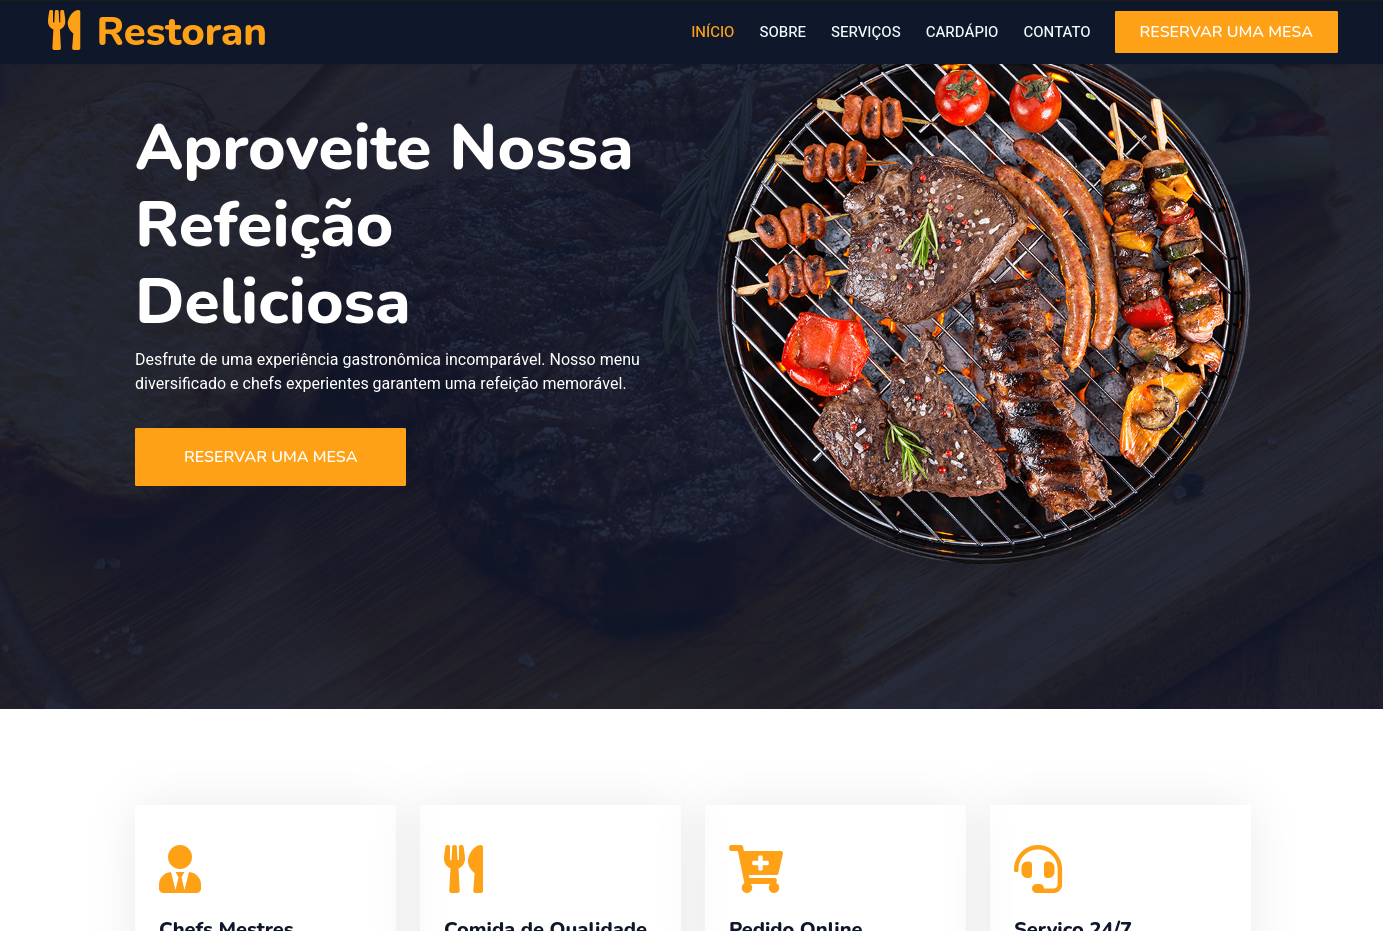 Restoran
INÍCIO
SOBRE
SERVIÇOS
CARDÁPIO
CONTATO
RESERVAR UMA MESA
Aproveite Nossa
Refeição
Deliciosa
Desfrute de uma experiência gastronômica incomparável. Nosso menu
diversificado e chefs experientes garantem uma refeição memorável.
RESERVAR UMA MESA
Chefs Mestres
Comida de Qualidade
Pedido Online
Serviço 24/7